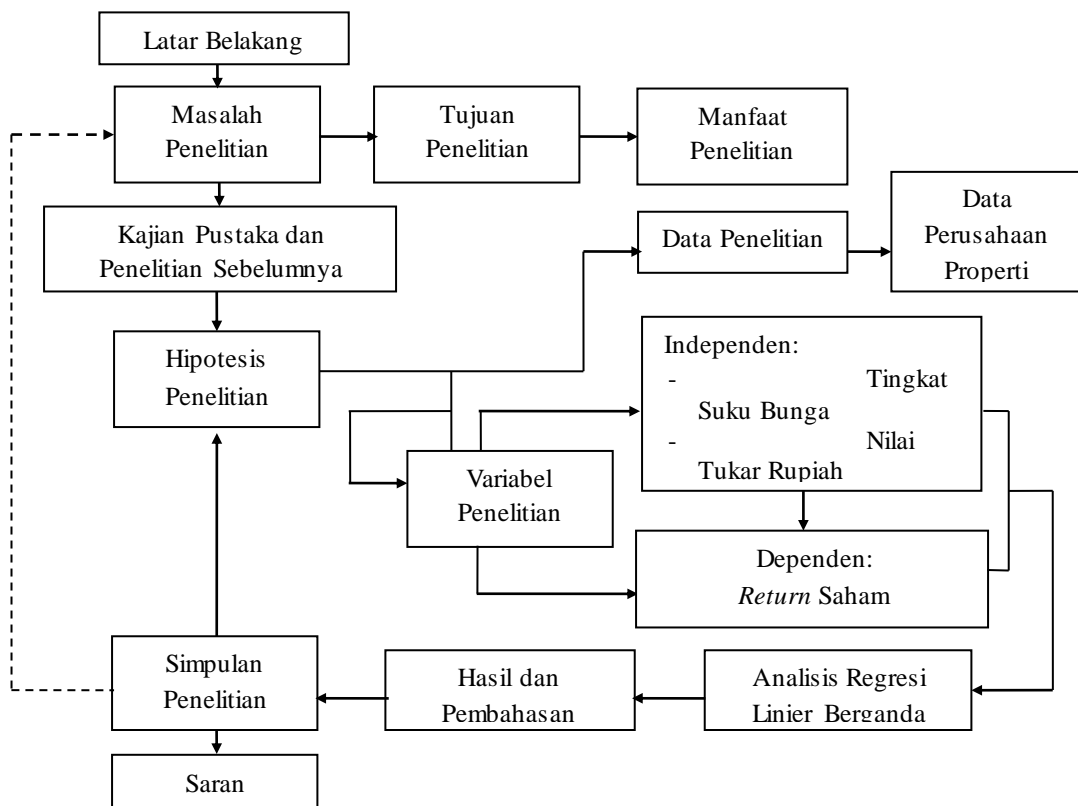 Latar Belakang
Masalah
Penelitian
Tujuan
Penelitian
Manfaat
Penelitian
Kajian Pustaka dan
Penelitian Sebelumnya
Data Penelitian
Data
Perusahaan
Properti
Hipotesis
Penelitian
Independen:
- Tingkat
Suku Bunga
- Nilai
Tukar Rupiah
Variabel
Penelitian
Dependen:
Return Saham
Simpulan
Penelitian
Hasil dan
Pembahasan
Analisis Regresi
Linier Berganda
Saran